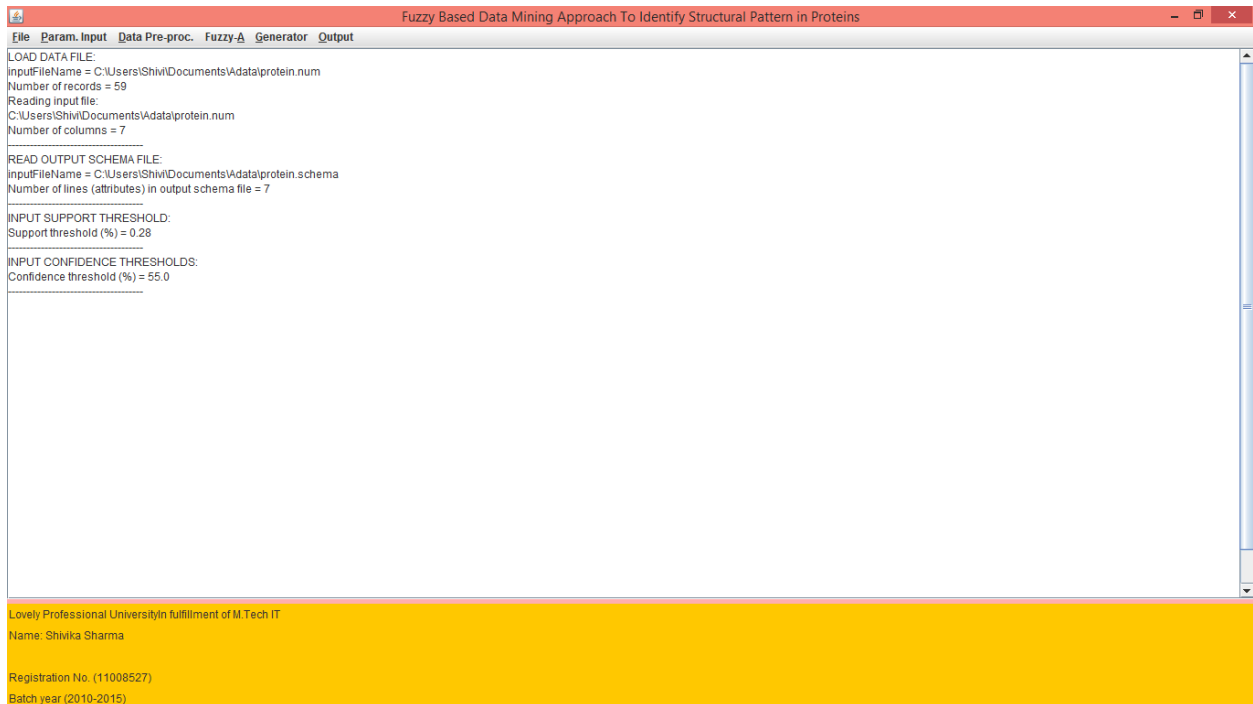 Fuzzy Based Data Mining Approach To Identify Structural Pattern in Proteins
File Param. Input Data Pre-proc. Fuzzy-A Generator Output
LOAD DATA FILE:
inputFileName = C:\Users\Shivi\Documents\Adata\protein.num
Number of records = 59
Reading input file:
C:\Users\Shivi\Documents\Adata\protein.num
Number of columns = 7
-------------------------------------
READ OUTPUT SCHEMA FILE:
inputFileName = C:\Users\Shivi\Documents\Adata\protein.schema
Number of lines (attributes) in output schema file = 7
-------------------------------------
INPUT SUPPORT THRESHOLD:
Support threshold (%) = 0.28
-------------------------------------
INPUT CONFIDENCE THRESHOLDS:
Confidence threshold (%) = 55.0
-------------------------------------
Lovely Professional UniversityIn fulfillment of M.Tech IT
Name: Shivika Sharma
Registration No. (11008527)
Batch year (2010-2015)